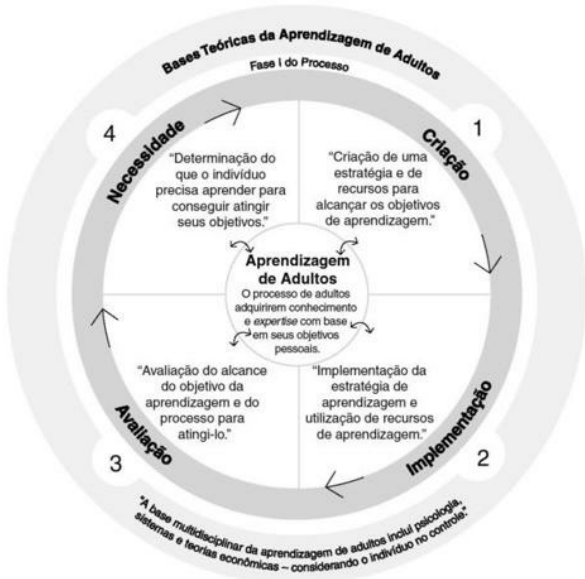 Bases Teóricas da Aprendizagem de Adultos
Fase I do Processo
4
Necessidade
"Determinação do
que o indivíduo
precisa aprender para
conseguir atingir
seus objetivos."
1
Criação
"Criação de uma
estratégia e de
recursos para
alcançar os objetivos
de aprendizagem."
Aprendizagem
de Adultos
O processo de adultos
adquirirem conhecimento
e expertise com base
em seus objetivos
pessoais.
"Avaliação do alcance
do objetivo da
aprendizagem e do
processo para
atingi-lo."
Avaliação
3
"Implementação da
estratégia de
aprendizagem e
utilização de recursos
de aprendizagem."
Implementação
2
"A base multidisciplinar da aprendizagem de adultos inclui psicologia,
sistemas e teorias econômicas – considerando o indivíduo no controle."